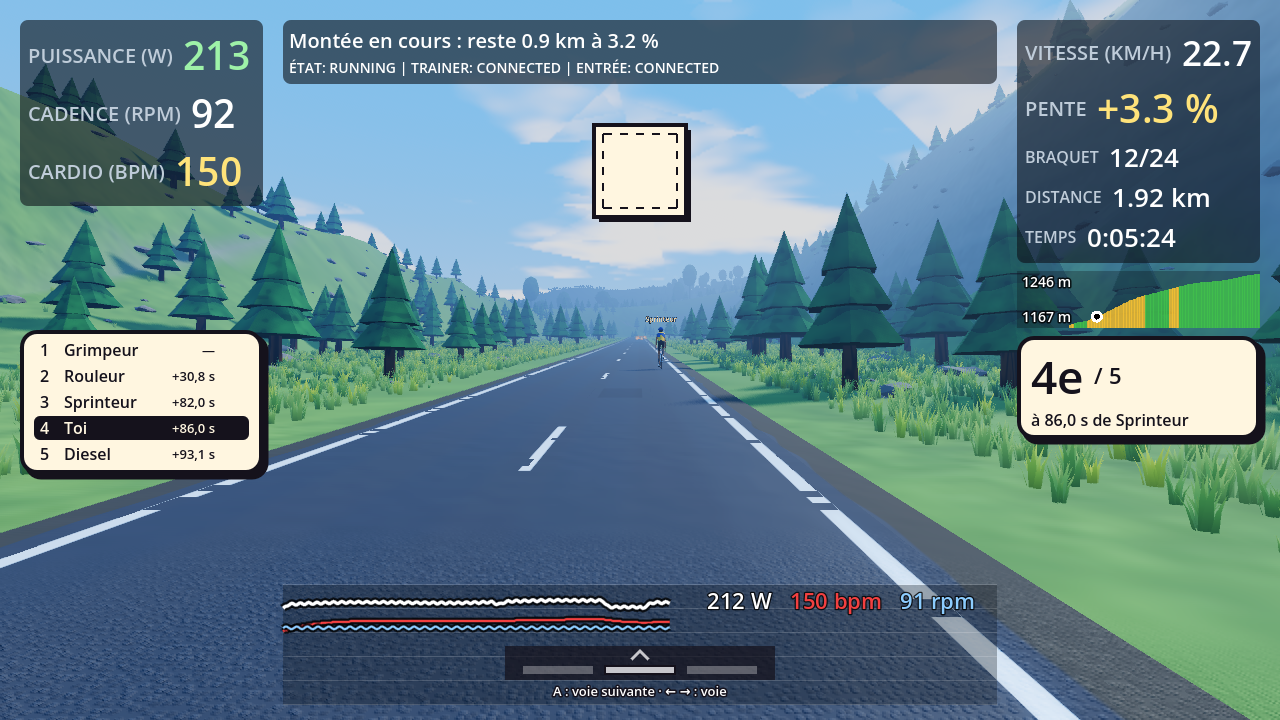 PUISSANCE (W) 213
CADENCE (RPM) 92
CARDIO (BPM) 150
Montée en cours : reste 0.9 km à 3.2 %
ÉTAT: RUNNING | TRAINER: CONNECTED | ENTRÉE: CONNECTED
VITESSE (KM/H) 22.7
PENTE +3.3 %
BRAQUET 12/24
DISTANCE 1.92 km
TEMPS 0:05:24
1246 m
1167 m
Sprinteur
1 Grimpeur —
2 Rouleur +30,8 s
3 Sprinteur +82,0 s
4 Toi +86,0 s
5 Diesel +93,1 s
4e / 5
à 86,0 s de Sprinteur
212 W 150 bpm 91 rpm
A : voie suivante · ← → : voie